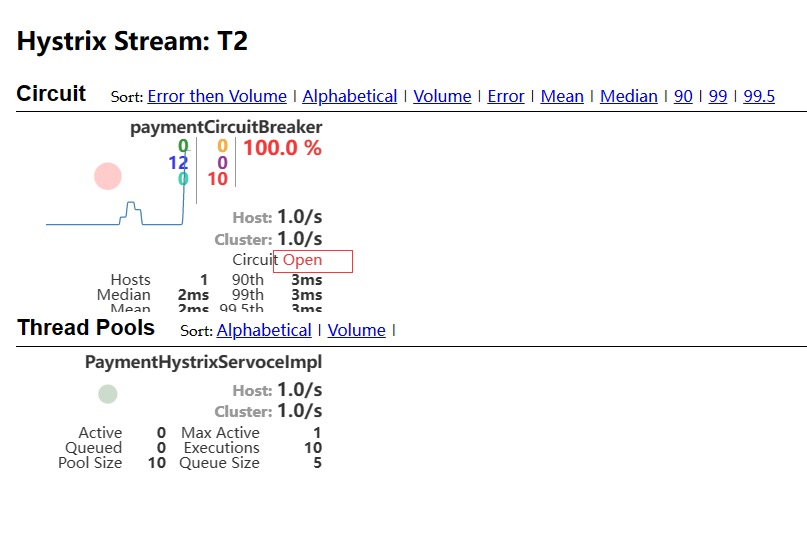 Hystrix Stream: T2
Circuit Sort: Error then Volume | Alphabetical | Volume | Error | Mean | Median | 90 | 99 | 99.5
paymentCircuitBreaker
0 0 100.0 %
12 0
0 10
Host: 1.0/s
Cluster: 1.0/s
Circuit Open
Hosts 1 90th 3ms
Median 2ms 99th 3ms
Mean 2ms 99.5th 3ms
Thread Pools Sort: Alphabetical | Volume |
PaymentHystrixServoceImpl
Host: 1.0/s
Cluster: 1.0/s
Active 0 Max Active 1
Queued 0 Executions 10
Pool Size 10 Queue Size 5